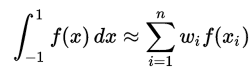 ∫_{-1}^{1} f(x) dx ≈ ∑_{i=1}^{n} w_i f(x_i)